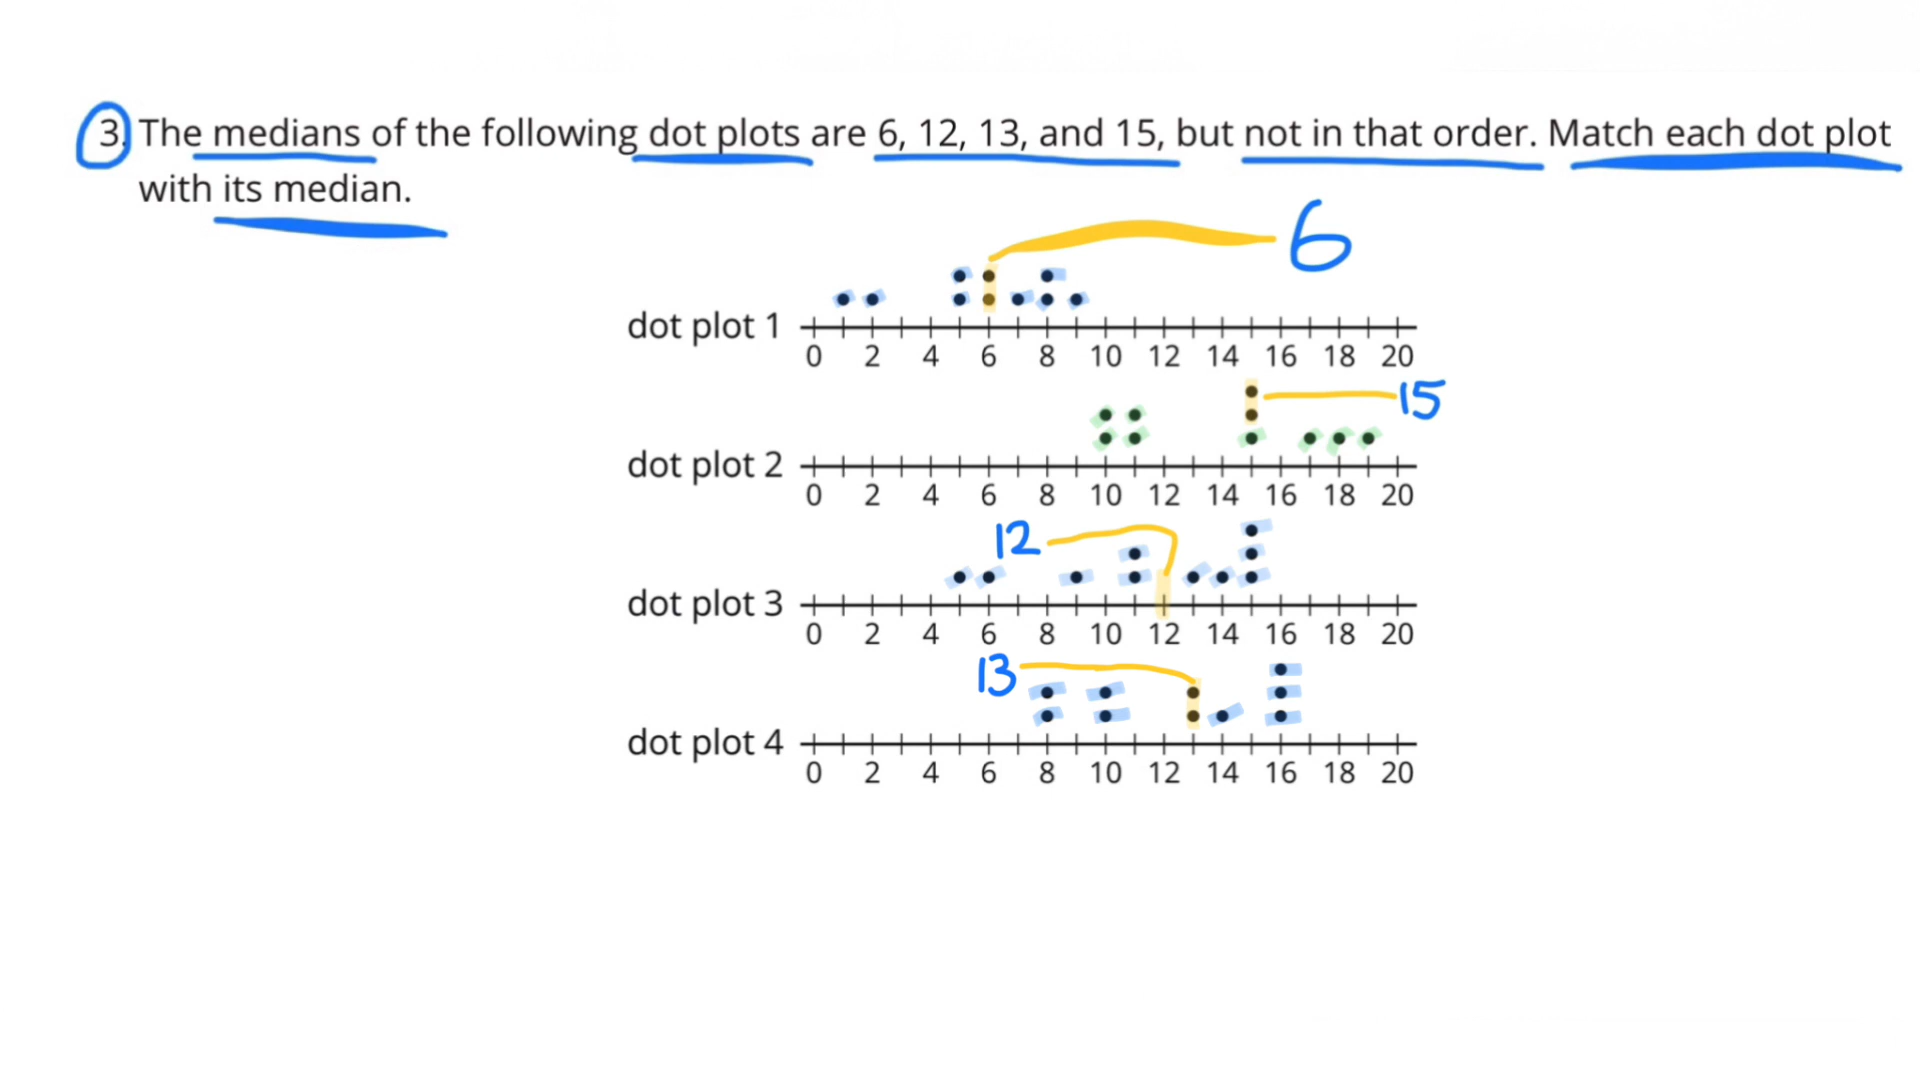 3. The medians of the following dot plots are 6, 12, 13, and 15, but not in that order. Match each dot plot
with its median.
6
dot plot 1
0 2 4 6 8 10 12 14 16 18 20
15
dot plot 2
0 2 4 6 8 10 12 14 16 18 20
12
dot plot 3
0 2 4 6 8 10 12 14 16 18 20
13
dot plot 4
0 2 4 6 8 10 12 14 16 18 20